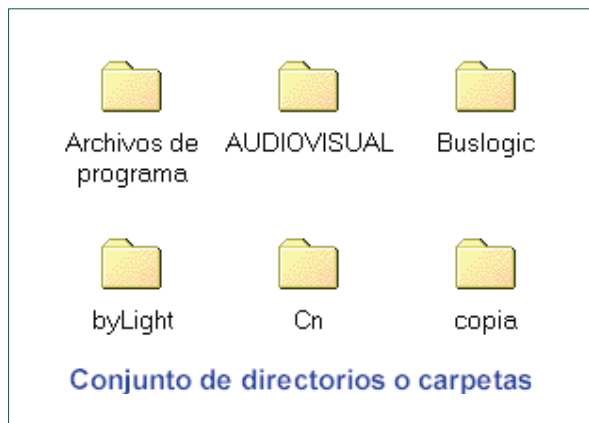 Archivos de programa
AUDIOVISUAL
Buslogic
byLight
Cn
copia
Conjunto de directorios o carpetas